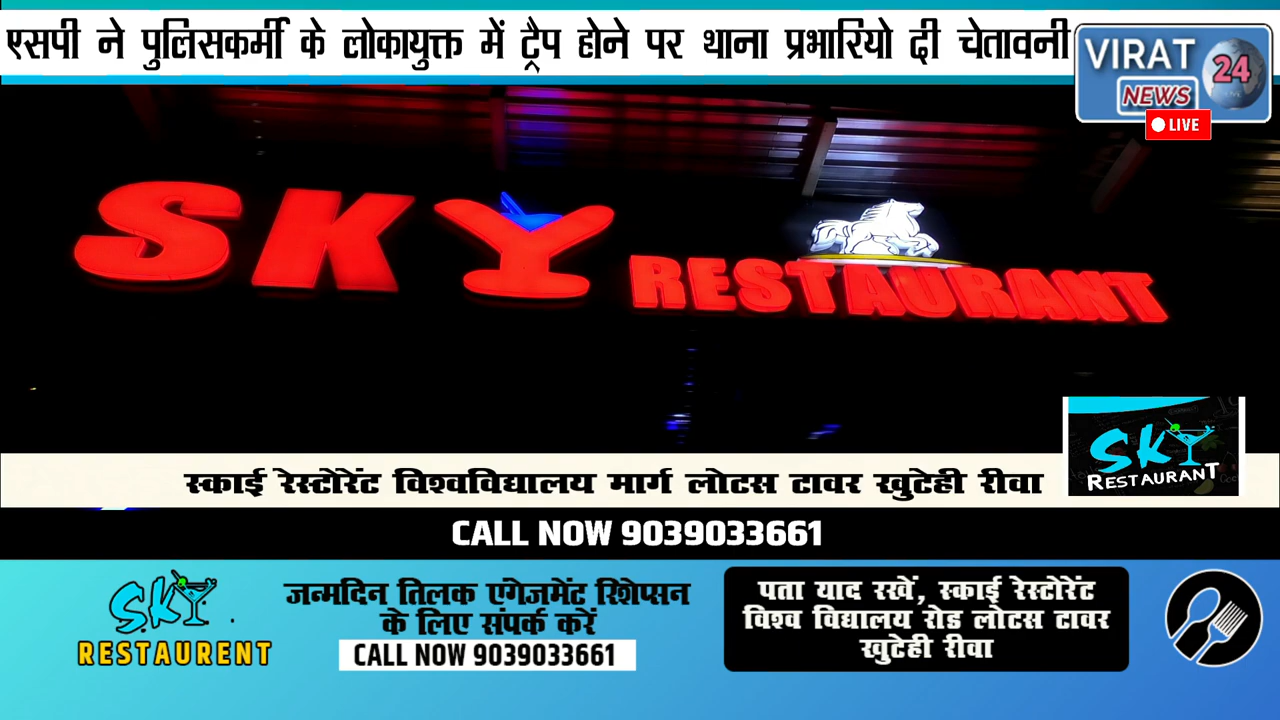 एसपी ने पुलिसकर्मी के लोकायुक्त में ट्रैप होने पर थाना प्रभारियो दी चेतावनी
VIRAT
24
NEWS
LIVE
SKY RESTAURANT
SKY
RESTAURANT
स्काई रेस्टोरेंट विश्वविद्यालय मार्ग लोटस टावर खुटेही रीवा
CALL NOW 9039033661
SKY
RESTAURENT
जन्मदिन तिलक एंगेजमेंट रिशेप्सन
के लिए संपर्क करें
CALL NOW 9039033661
पता याद रखें, स्काई रेस्टोरेंट
विश्व विद्यालय रोड लोटस टावर
खुटेही रीवा